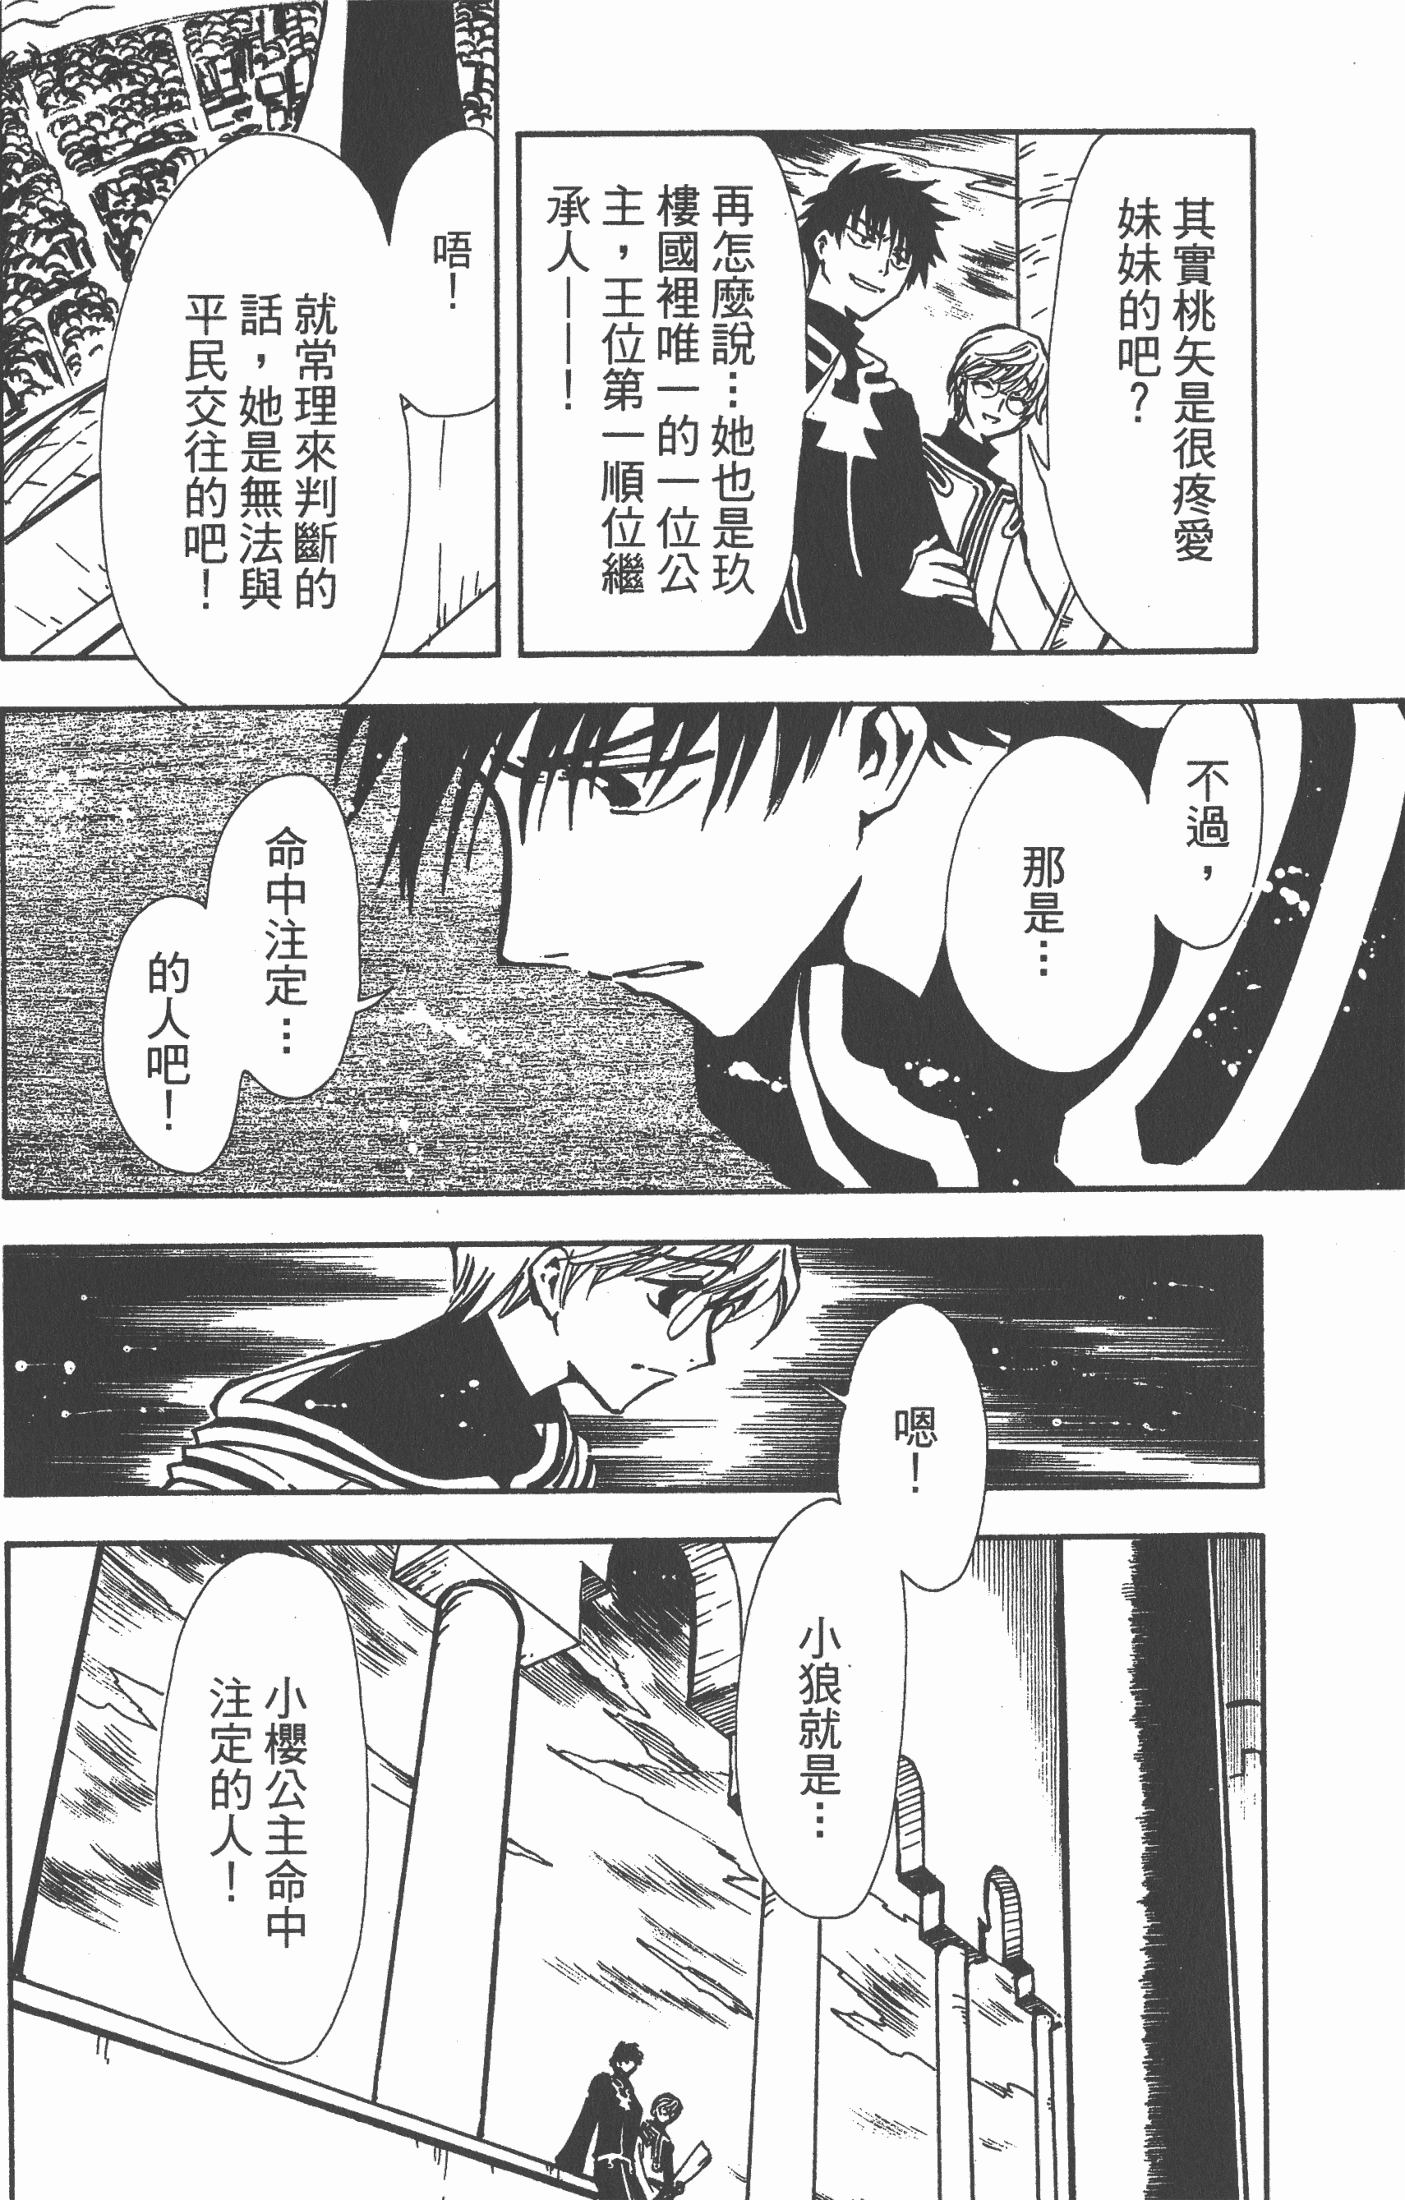 其實桃矢是很疼愛
妹妹的吧?
再怎麼說…她也是玖
樓國裡唯一的一位公
主，王位第一順位繼
承人——！
唔！
就常理來判斷的
話，她是無法與
平民交往的吧！
不過，
那是…
命中注定…
的人吧！
嗯！
小狼就是…
小櫻公主命中
注定的人！